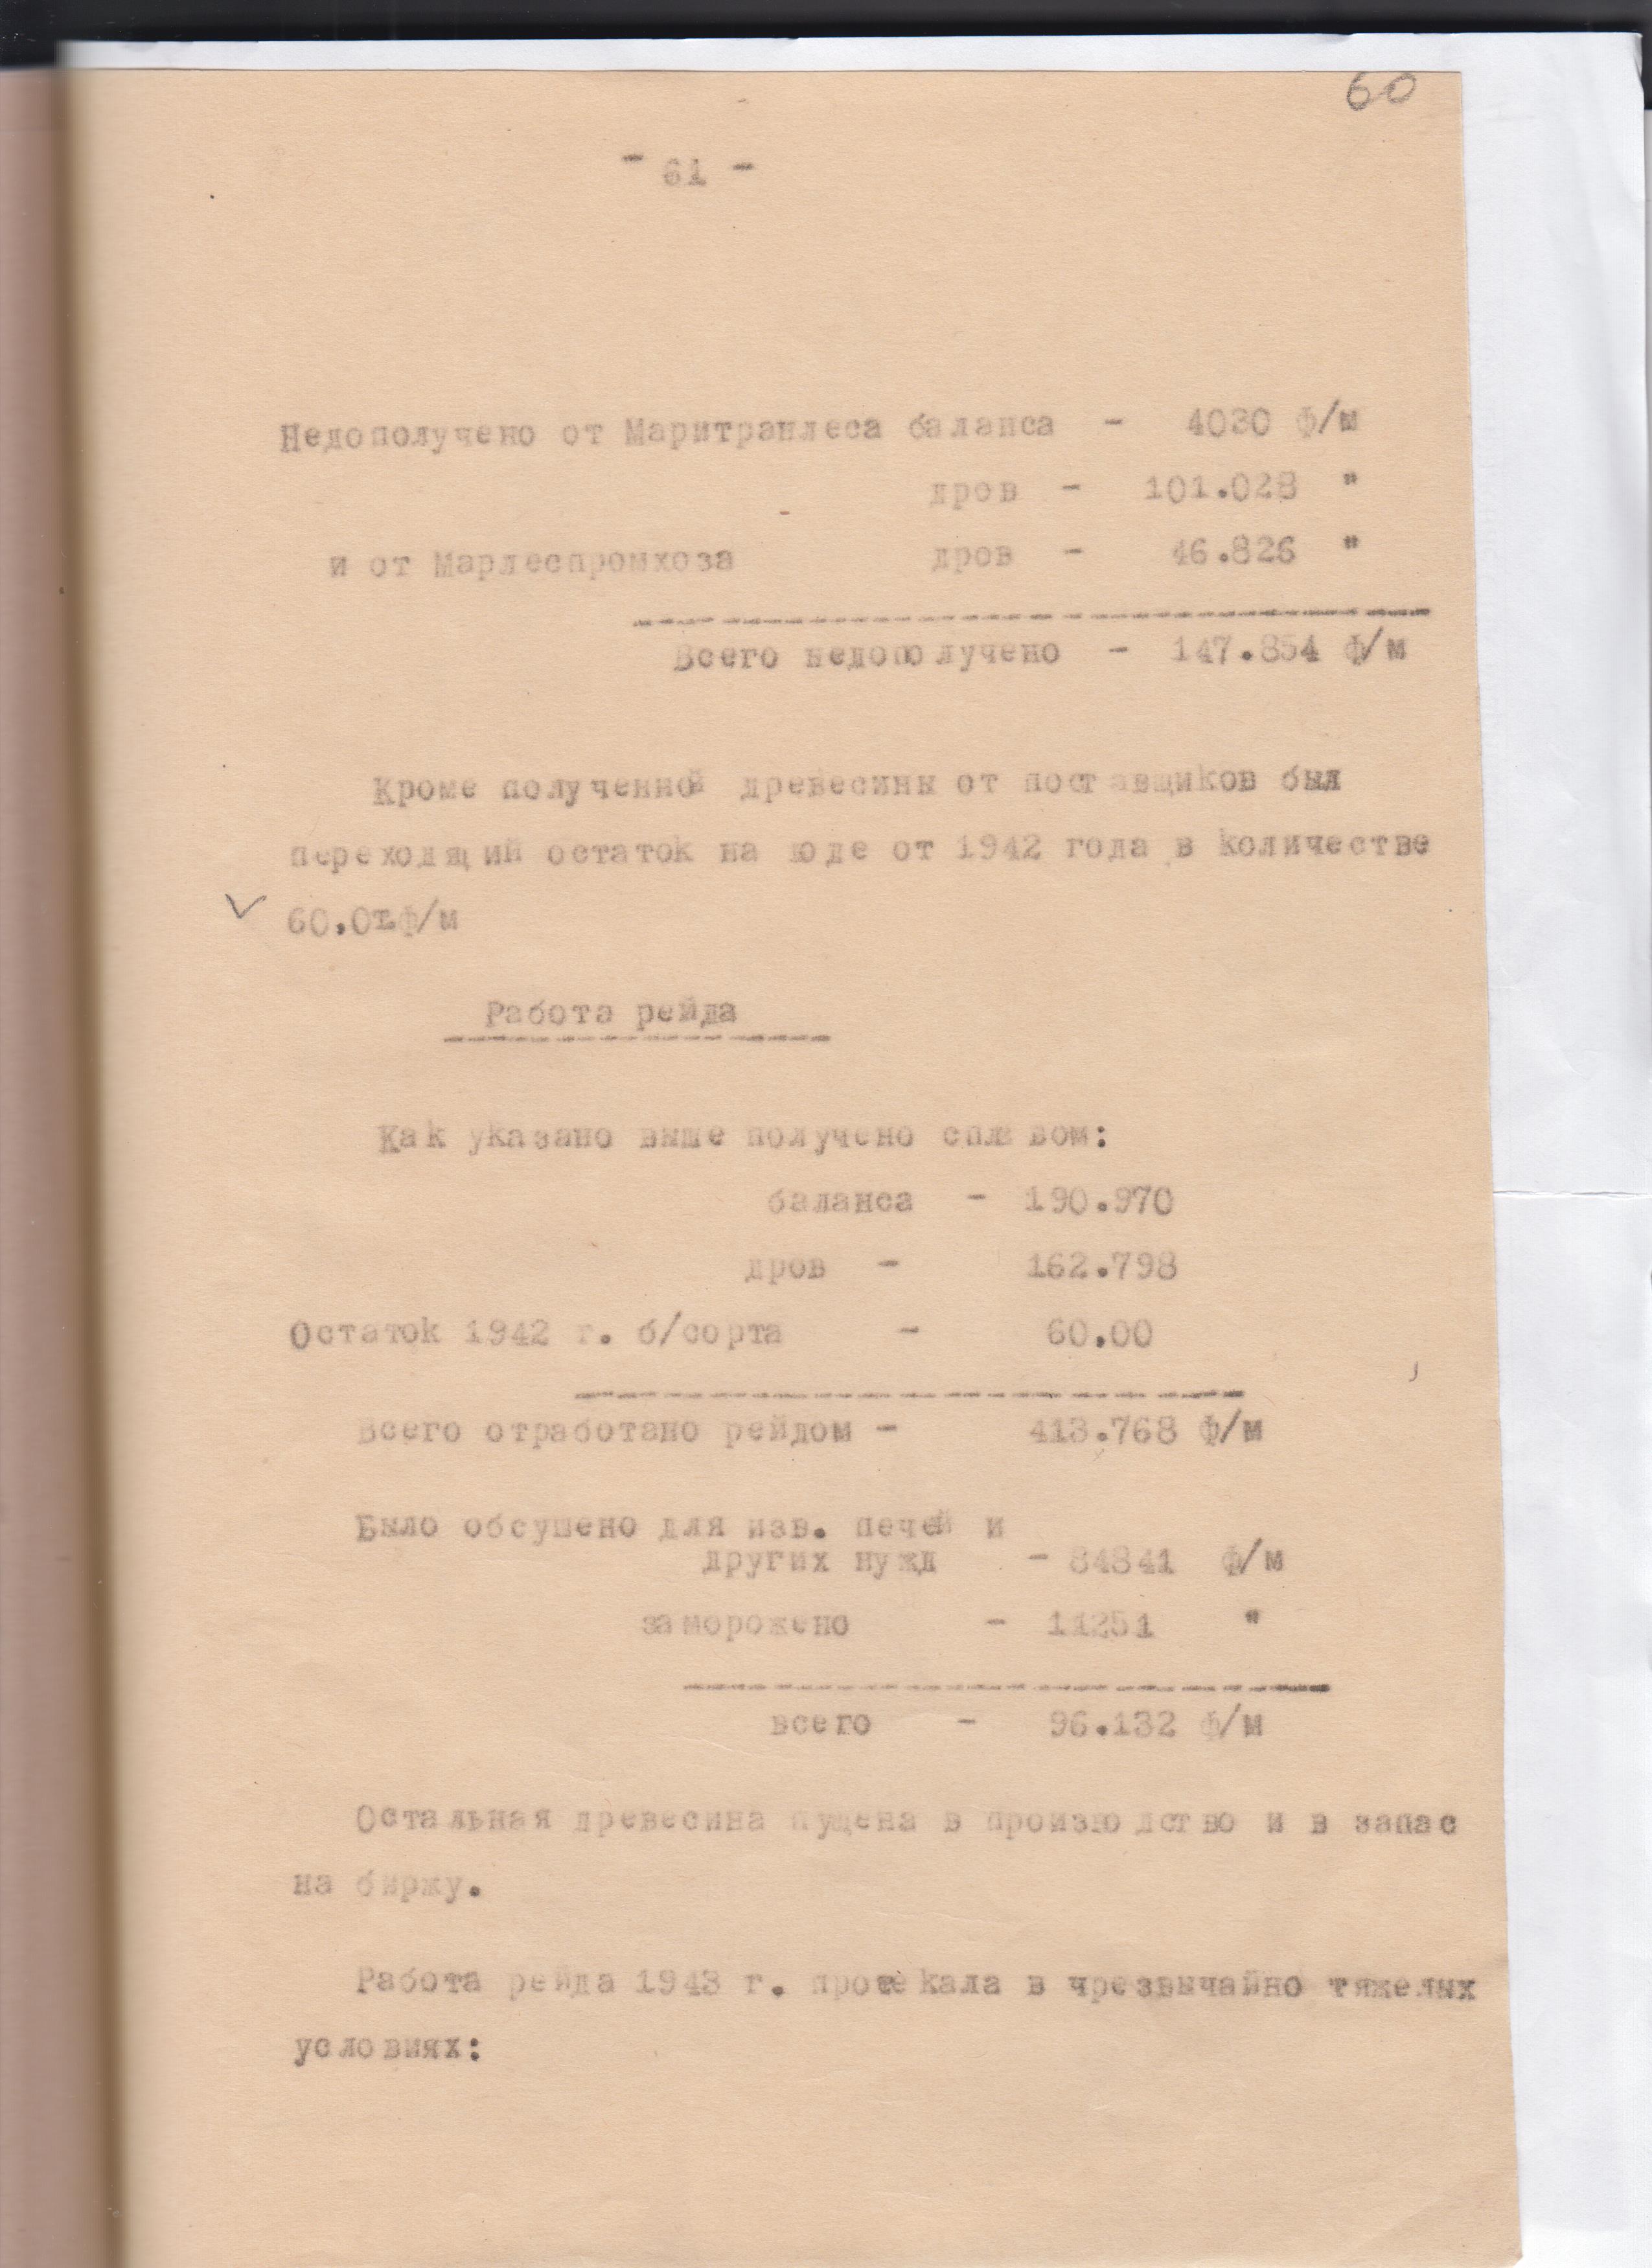 60
- 61 -
Недополучено от Маритранлеса баланса - 4030 ф/м
дров - 101.028 "
и от Марлеспромхоза дров - 46.826 "
Всего недополучено - 147.854 ф/м
Кроме полученной древесины от поставщиков был
переходящий остаток на воде от 1942 года в количестве
60.0т.ф/м
Работа рейда
Как указано выше получено сплавом:
баланса - 190.970
дров - 162.798
Остаток 1942 г. б/сорта - 60.00
Всего отработано рейдом - 413.768 ф/м
Было обсушено для изв. печей и
других нужд - 84841 ф/м
заморожено - 11251 "
всего - 96.132 ф/м
Остальная древесина пущена в производство и в запас
на биржу.
Работа рейда 1943 г. протекала в чрезвычайно тяжелых
условиях: